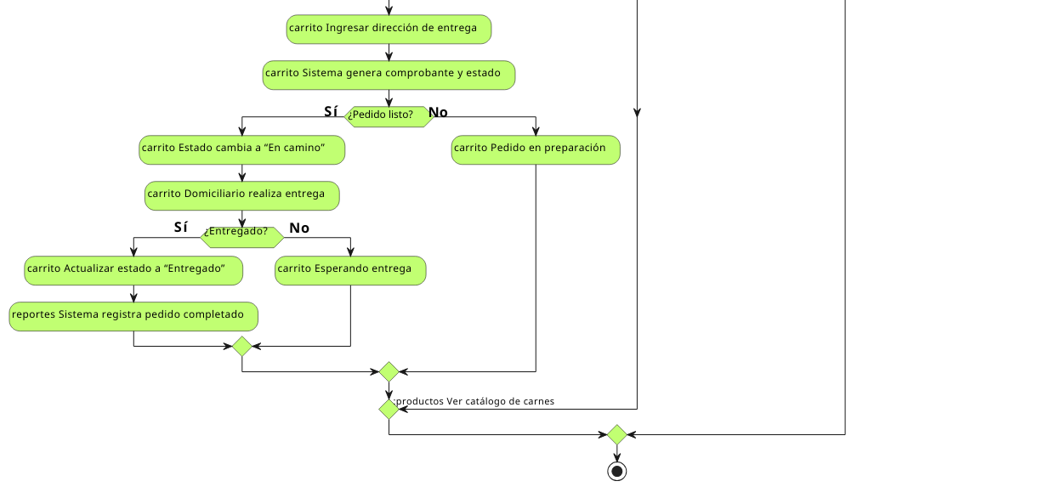 carrito Ingresar dirección de entrega
carrito Sistema genera comprobante y estado
Sí
¿Pedido listo?
No
carrito Estado cambia a “En camino”
carrito Pedido en preparación
carrito Domiciliario realiza entrega
Sí
¿Entregado?
No
carrito Actualizar estado a “Entregado”
carrito Esperando entrega
reportes Sistema registra pedido completado
:productos Ver catálogo de carnes